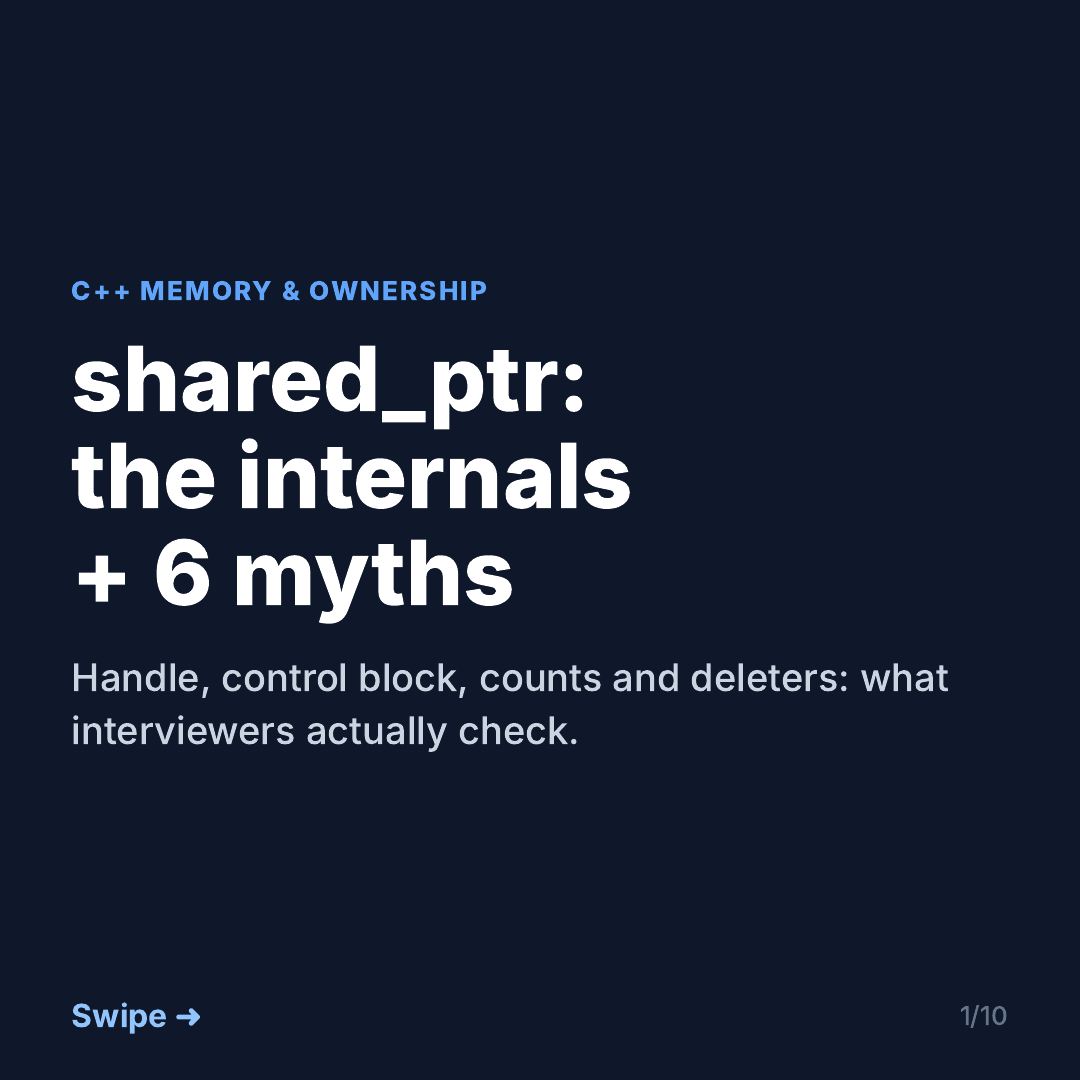 C++ MEMORY & OWNERSHIP
shared_ptr:
the internals
+ 6 myths
Handle, control block, counts and deleters: what
interviewers actually check.
Swipe ➜
1/10